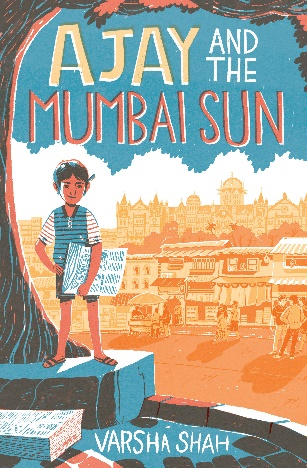 AJAY AND
THE
MUMBAI SUN
VARSHA SHAH